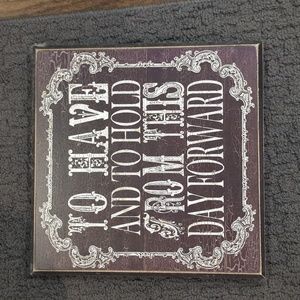 TO HAVE
AND TO HOLD
FROM THIS
DAY FORWARD